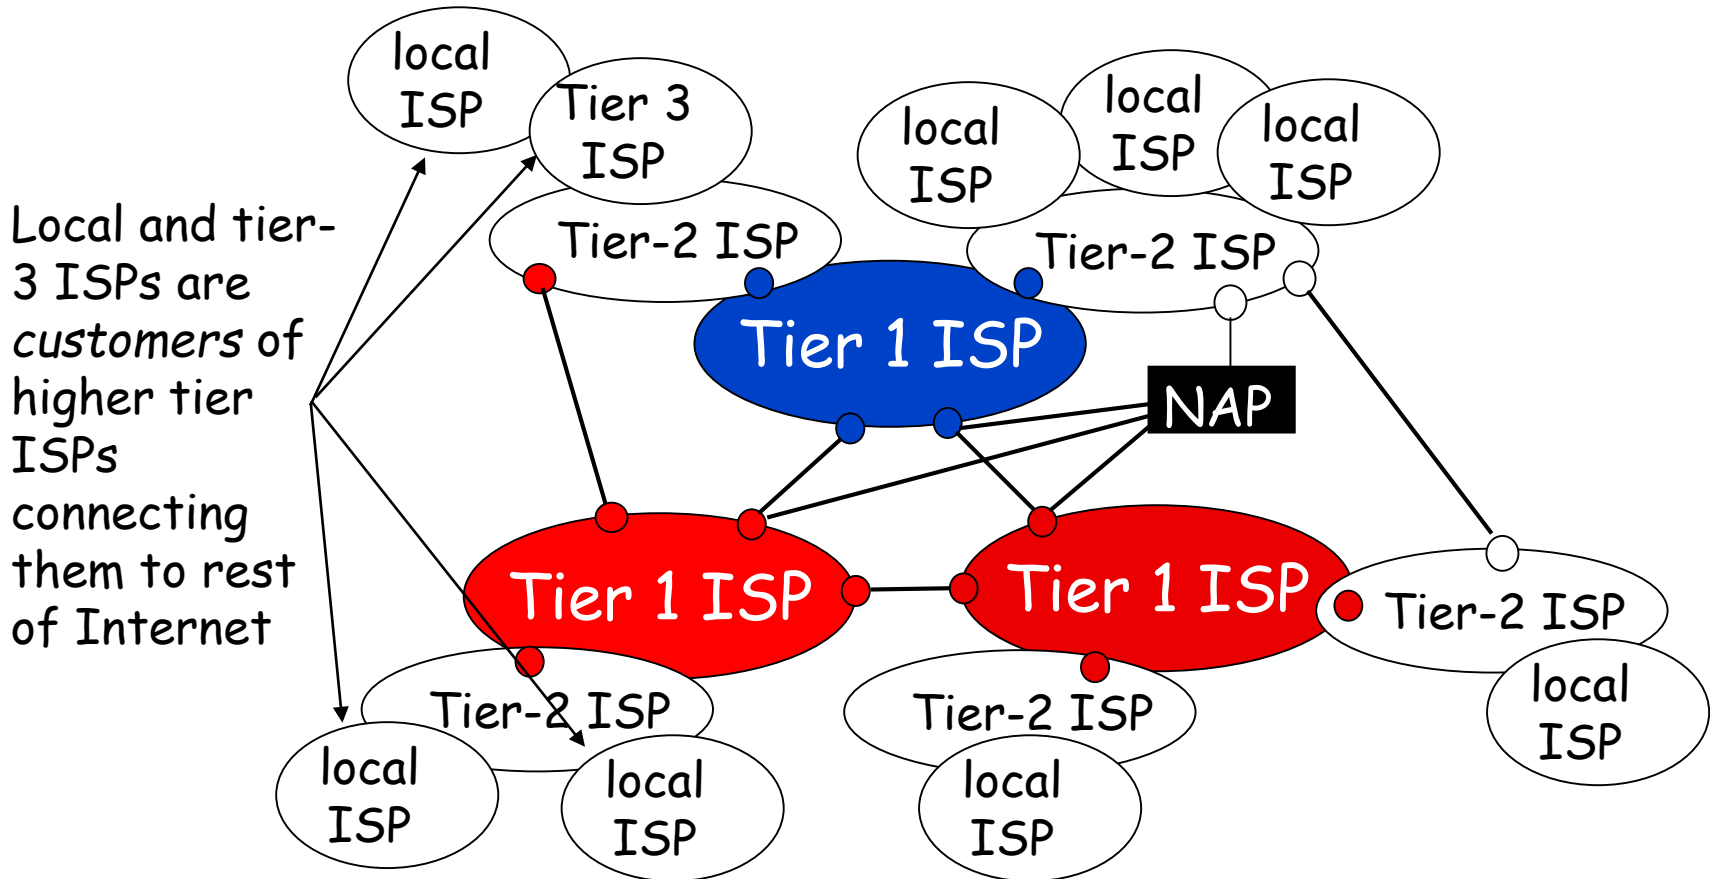 local
ISP
Tier 3
ISP
local
ISP
local
ISP
local
ISP
Local and tier-
3 ISPs are
customers of
higher tier
ISPs
connecting
them to rest
of Internet
Tier-2 ISP
Tier-2 ISP
Tier 1 ISP
NAP
Tier 1 ISP
Tier 1 ISP
Tier-2 ISP
Tier-2 ISP
Tier-2 ISP
local
ISP
local
ISP
local
ISP
local
ISP